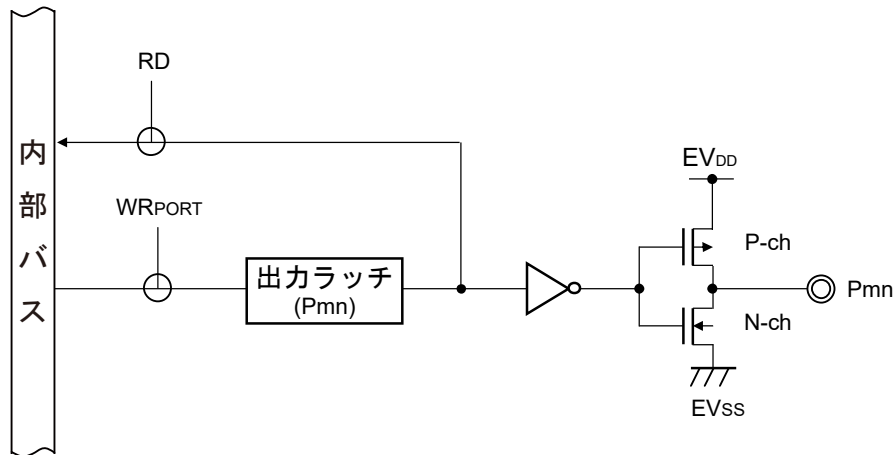 RD
内部バス
WRPORT
出力ラッチ
(Pmn)
EVDD
P-ch
N-ch
Pmn
EVSS